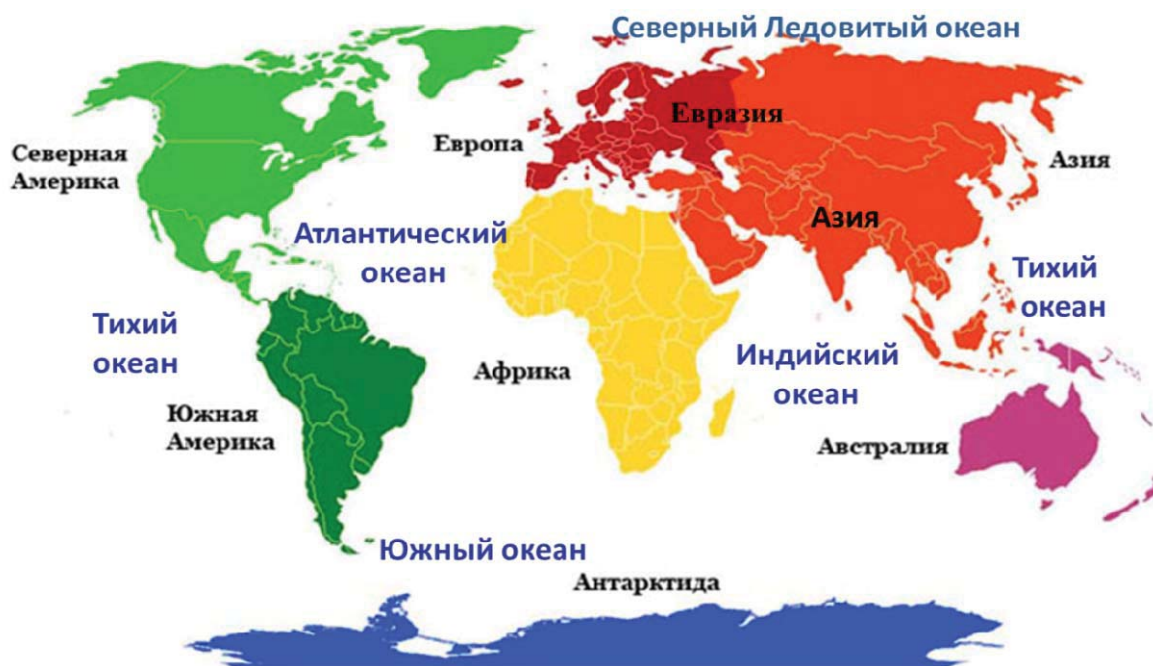 Северный Ледовитый океан
Евразия
Европа
Северная
Америка
Азия
Азия
Атлантический
океан
Тихий
океан
Тихий
океан
Индийский
океан
Африка
Южная
Америка
Австралия
Южный океан
Антарктида